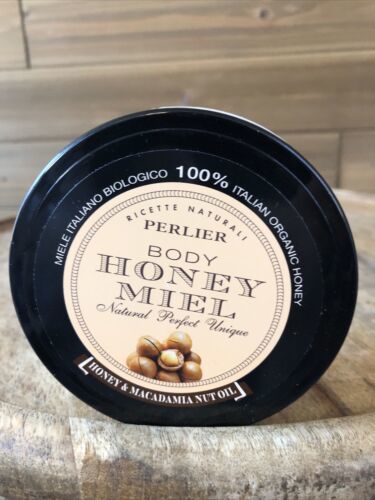 MIELE ITALIANO BIOLOGICO 100% ITALIAN ORGANIC HONEY
RICETTE NATURALI
PERLIER
BODY
HONEY
MIEL
Natural Perfect Unique
HONEY & MACADAMIA NUT OIL